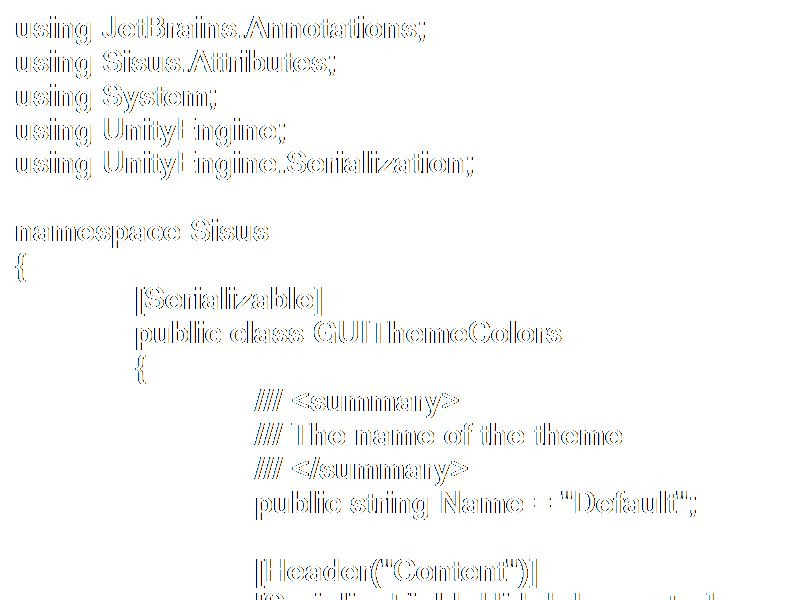 using JetBrains.Annotations;
using Sisus.Attributes;
using System;
using UnityEngine;
using UnityEngine.Serialization;
namespace Sisus
{
[Serializable]
public class GUIThemeColors
{
/// <summary>
/// The name of the theme
/// </summary>
public string Name = "Default";
[Header("Content")]